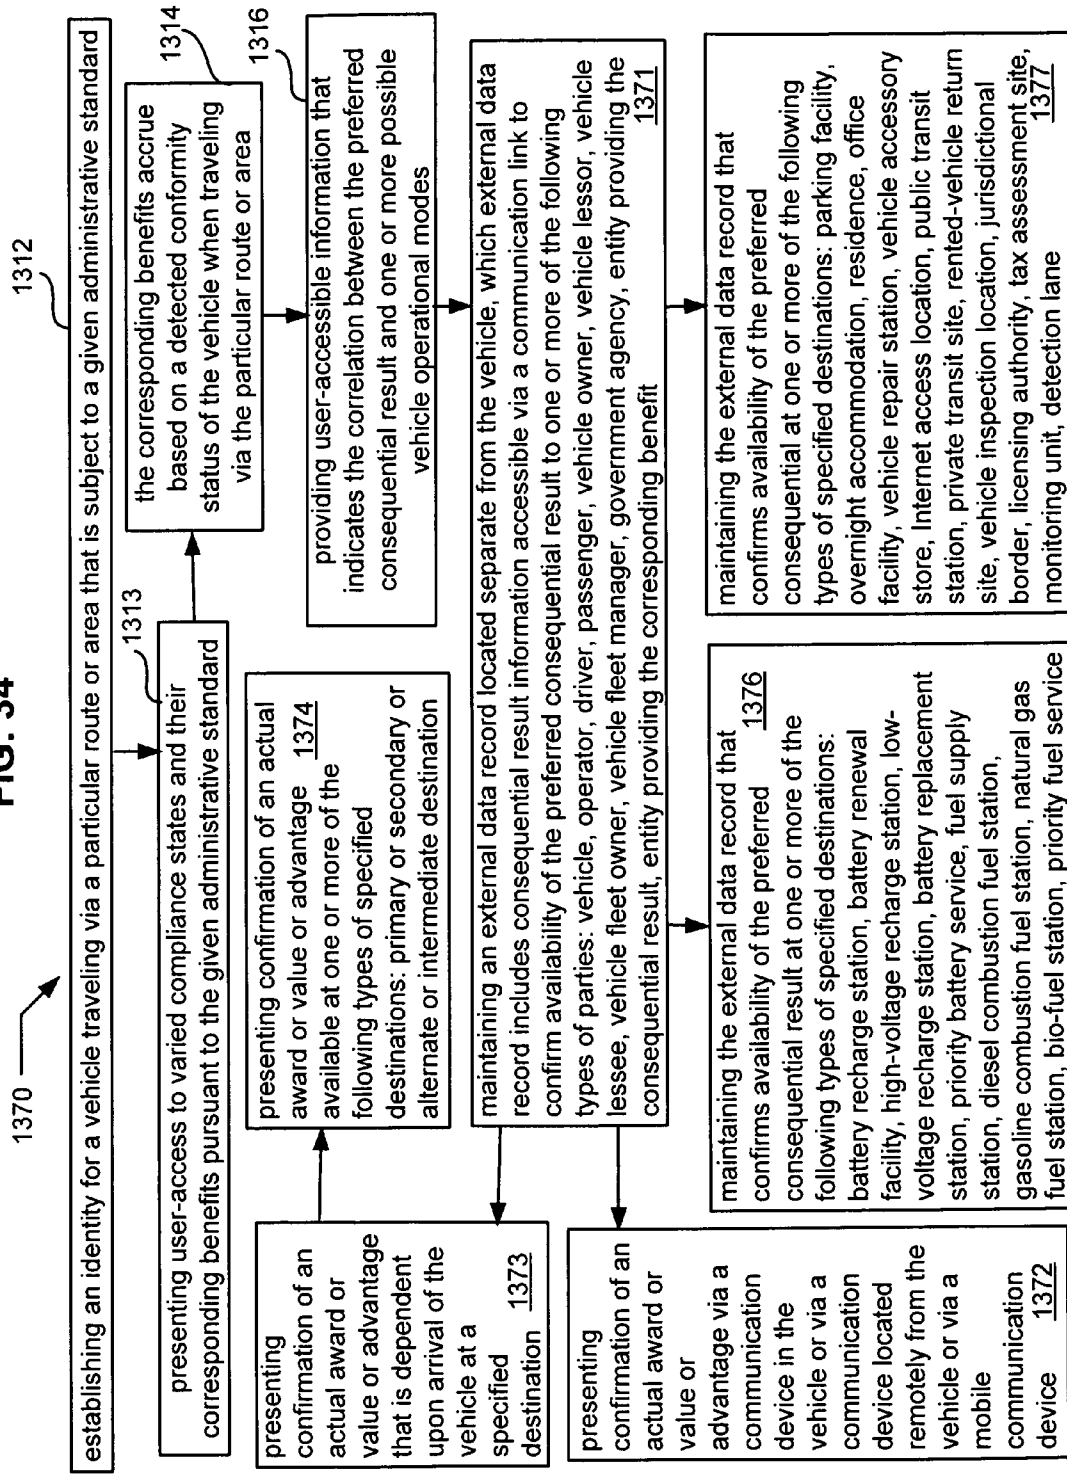 FIG. 34
1370
1312
establishing an identity for a vehicle traveling via a particular route or area that is subject to a given administrative standard
1313
presenting user-access to varied compliance states and their
corresponding benefits pursuant to the given administrative standard
1314
the corresponding benefits accrue
based on a detected conformity
status of the vehicle when traveling
via the particular route or area
1316
providing user-accessible information that
indicates the correlation between the preferred
consequential result and one or more possible
vehicle operational modes
presenting
confirmation of an
actual award or
value or advantage
that is dependent
upon arrival of the
vehicle at a
specified
destination 1373
presenting confirmation of an actual
award or value or advantage 1374
available at one or more of the
following types of specified
destinations: primary or secondary or
alternate or intermediate destination
maintaining an external data record located separate from the vehicle, which external data
record includes consequential result information accessible via a communication link to
confirm availability of the preferred consequential result to one or more of the following
types of parties: vehicle, operator, driver, passenger, vehicle owner, vehicle lessor, vehicle
lessee, vehicle fleet owner, vehicle fleet manager, government agency, entity providing the
consequential result, entity providing the corresponding benefit 1371
presenting
confirmation of an
actual award or
value or
advantage via a
communication
device in the
vehicle or via a
communication
device located
remotely from the
vehicle or via a
mobile
communication
device 1372
maintaining the external data record that
confirms availability of the preferred 1376
consequential result at one or more of the
following types of specified destinations:
battery recharge station, battery renewal
facility, high-voltage recharge station, low-
voltage recharge station, battery replacement
station, priority battery service, fuel supply
station, diesel combustion fuel station,
gasoline combustion fuel station, natural gas
fuel station, bio-fuel station, priority fuel service
maintaining the external data record that
confirms availability of the preferred
consequential at one or more of the following
types of specified destinations: parking facility,
overnight accommodation, residence, office
facility, vehicle repair station, vehicle accessory
store, Internet access location, public transit
station, private transit site, rented-vehicle return
site, vehicle inspection location, jurisdictional
border, licensing authority, tax assessment site,
monitoring unit, detection lane 1377